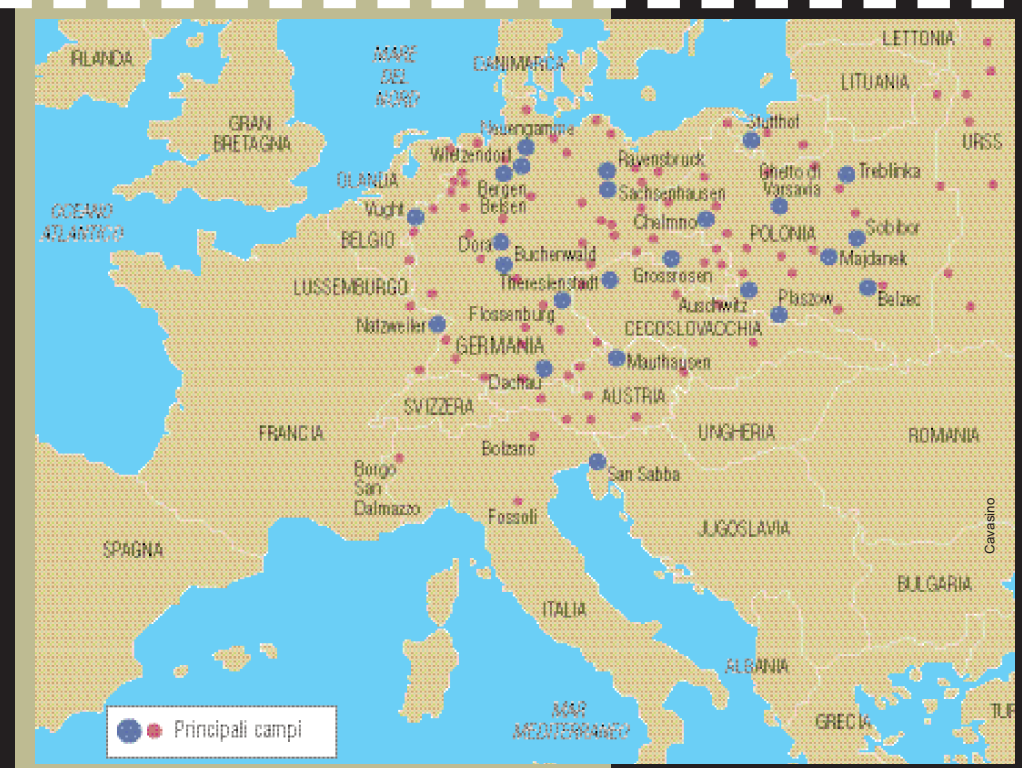 IRLANDA
MARE
DEL
NORD
DANIMARCA
LETTONIA
LITUANIA
URSS
GRAN
BRETAGNA
OLANDA
OCEANO
ATLANTICO
BELGIO
LUSSEMBURGO
Neuengamme
Wietzendorf
Bergen
Belsen
Vught
Dora
Bucherwald
Theresienstadt
Flossenburg
Natzweiler
GERMANIA
Dachau
Ravensbruck
Sachsenhausen
Chelmno
Grossrosen
Auschwitz
Stutthof
Ghetto di
Varsavia
Treblinka
POLONIA
Sobibor
Majdanek
Plaszow
Belzec
CECOSLOVACCHIA
Mauthausen
AUSTRIA
SVIZZERA
FRANCIA
Bolzano
UNGHERIA
ROMANIA
Borgo
San
Dalmazzo
San Sabba
Fossoli
JUGOSLAVIA
Cavasino
SPAGNA
BULGARIA
ITALIA
ALBANIA
GRECIA
TUR
MAR
MEDITERRANEO
Principali campi